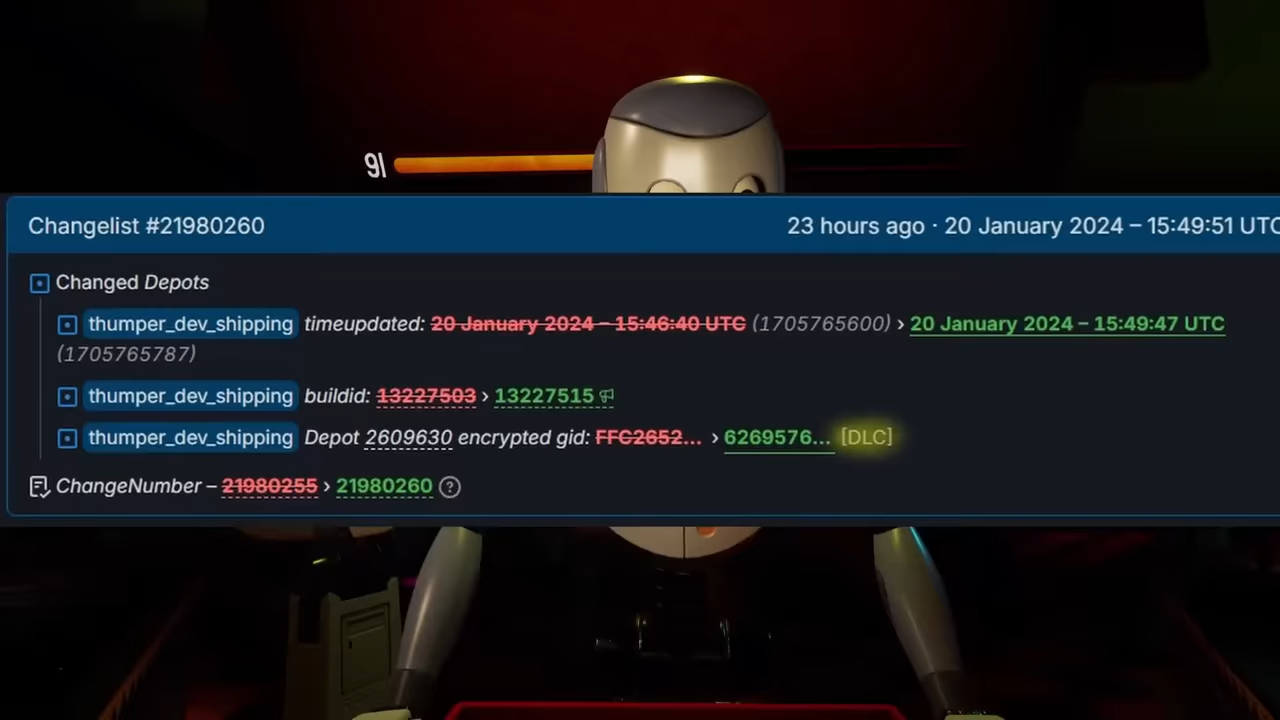 91
Changelist #21980260 23 hours ago · 20 January 2024 – 15:49:51 UTC
Changed Depots
thumper_dev_shipping timeupdated: 20 January 2024 – 15:46:40 UTC (1705765600) › 20 January 2024 – 15:49:47 UTC
(1705765787)
thumper_dev_shipping buildid: 13227503 › 13227515
thumper_dev_shipping Depot 2609630 encrypted gid: FFC2652... › 6269576... [DLC]
ChangeNumber – 21980255 › 21980260 ?